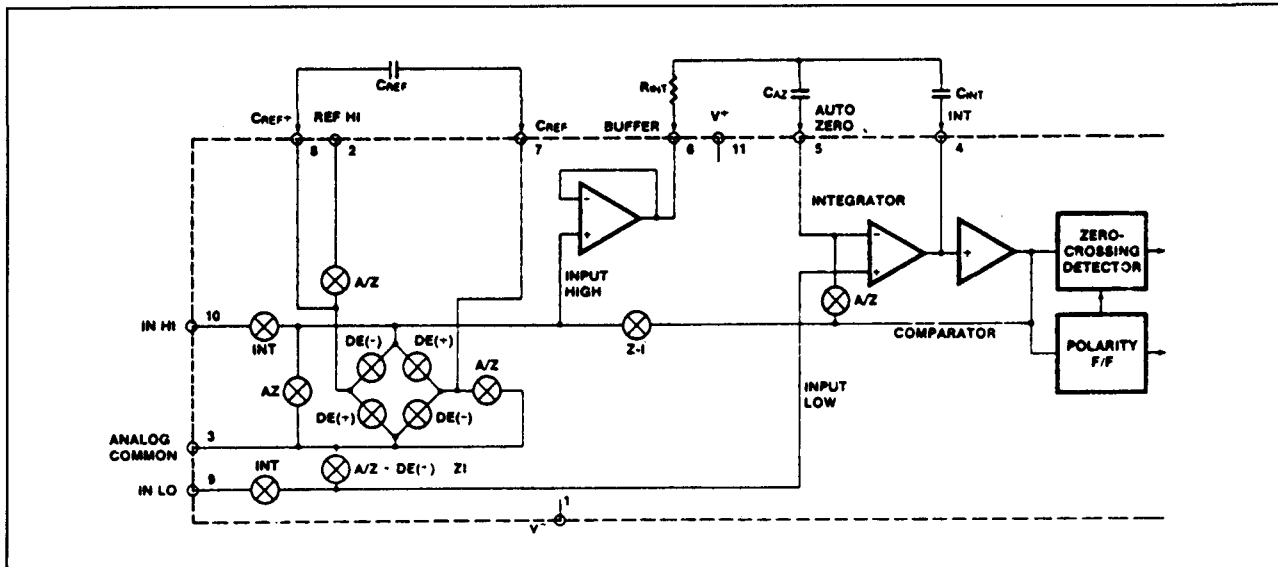 CREF
RINT
CAZ
CINT
CREF+
REF HI
CREF
BUFFER
V+
AUTO
ZERO
INT
8
2
7
6
11
5
4
INTEGRATOR
-
+
-
+
+
ZERO-
CROSSING
DETECTOR
INPUT
HIGH
A/Z
A/Z
IN HI
10
INT
Z-I
COMPARATOR
POLARITY
F/F
DE(-)
DE(+)
A/Z
AZ
DE(+)
DE(-)
INPUT
LOW
ANALOG
COMMON
3
INT
A/Z - DE(-) ZI
IN LO
9
1
V-